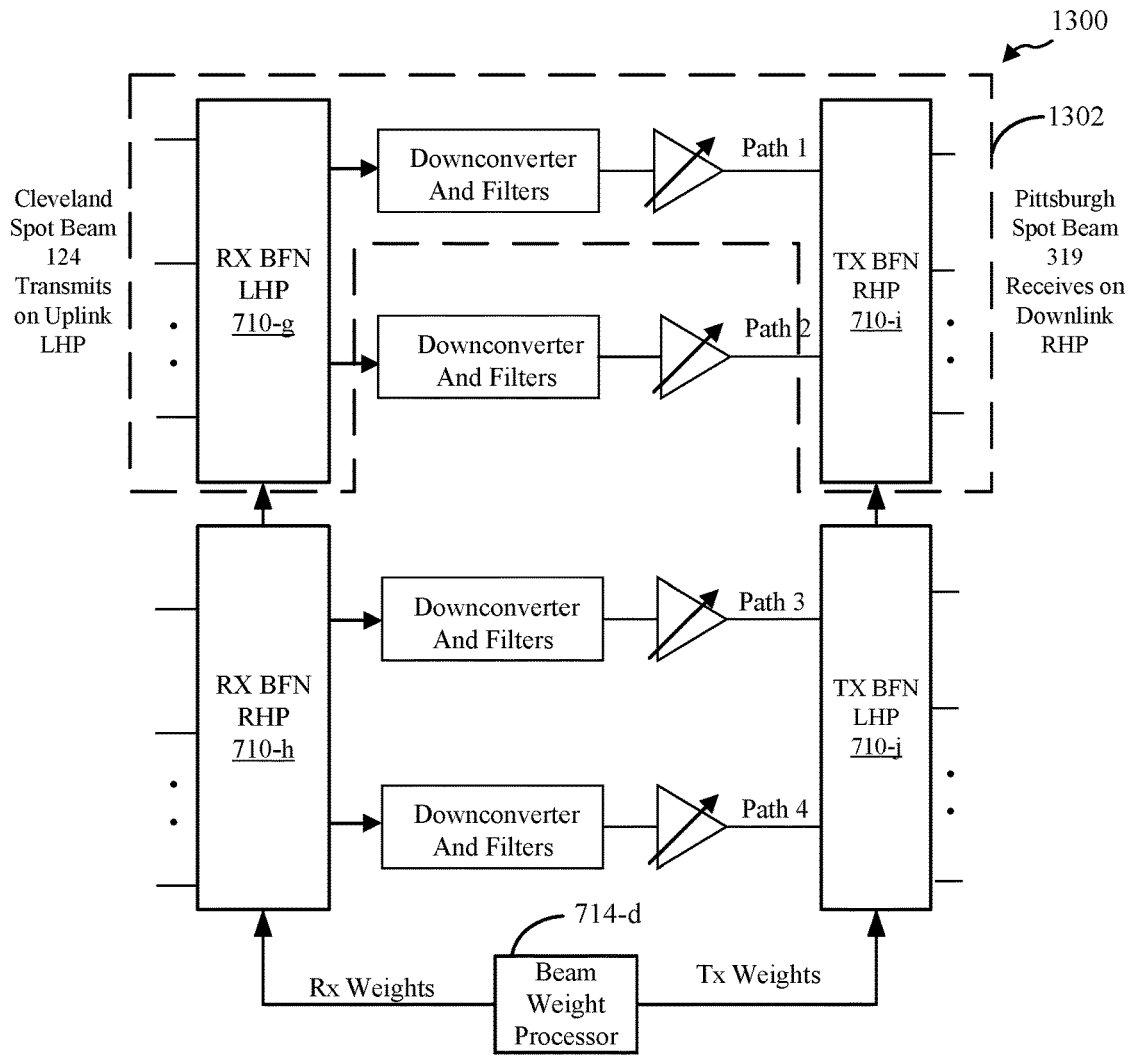 1300
1302
Cleveland
Spot Beam
124
Transmits
on Uplink
LHP
RX BFN
LHP
710-g
Downconverter
And Filters
Path 1
TX BFN
RHP
710-i
Pittsburgh
Spot Beam
319
Receives on
Downlink
RHP
Downconverter
And Filters
Path 2
RX BFN
RHP
710-h
Downconverter
And Filters
Path 3
TX BFN
LHP
710-j
Downconverter
And Filters
Path 4
714-d
Rx Weights
Beam
Weight
Processor
Tx Weights